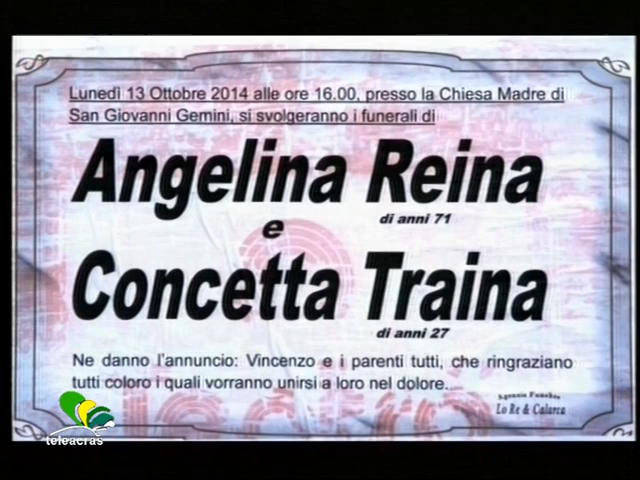 Lunedì 13 Ottobre 2014 alle ore 16.00, presso la Chiesa Madre di
San Giovanni Gemini, si svolgeranno i funerali di
Angelina Reina
di anni 71
e
Concetta Traina
di anni 27
Ne danno l'annuncio: Vincenzo e i parenti tutti, che ringraziano
tutti coloro i quali vorranno unirsi a loro nel dolore.
Agenzia Funebre
Lo Re & Calarca
teleacras